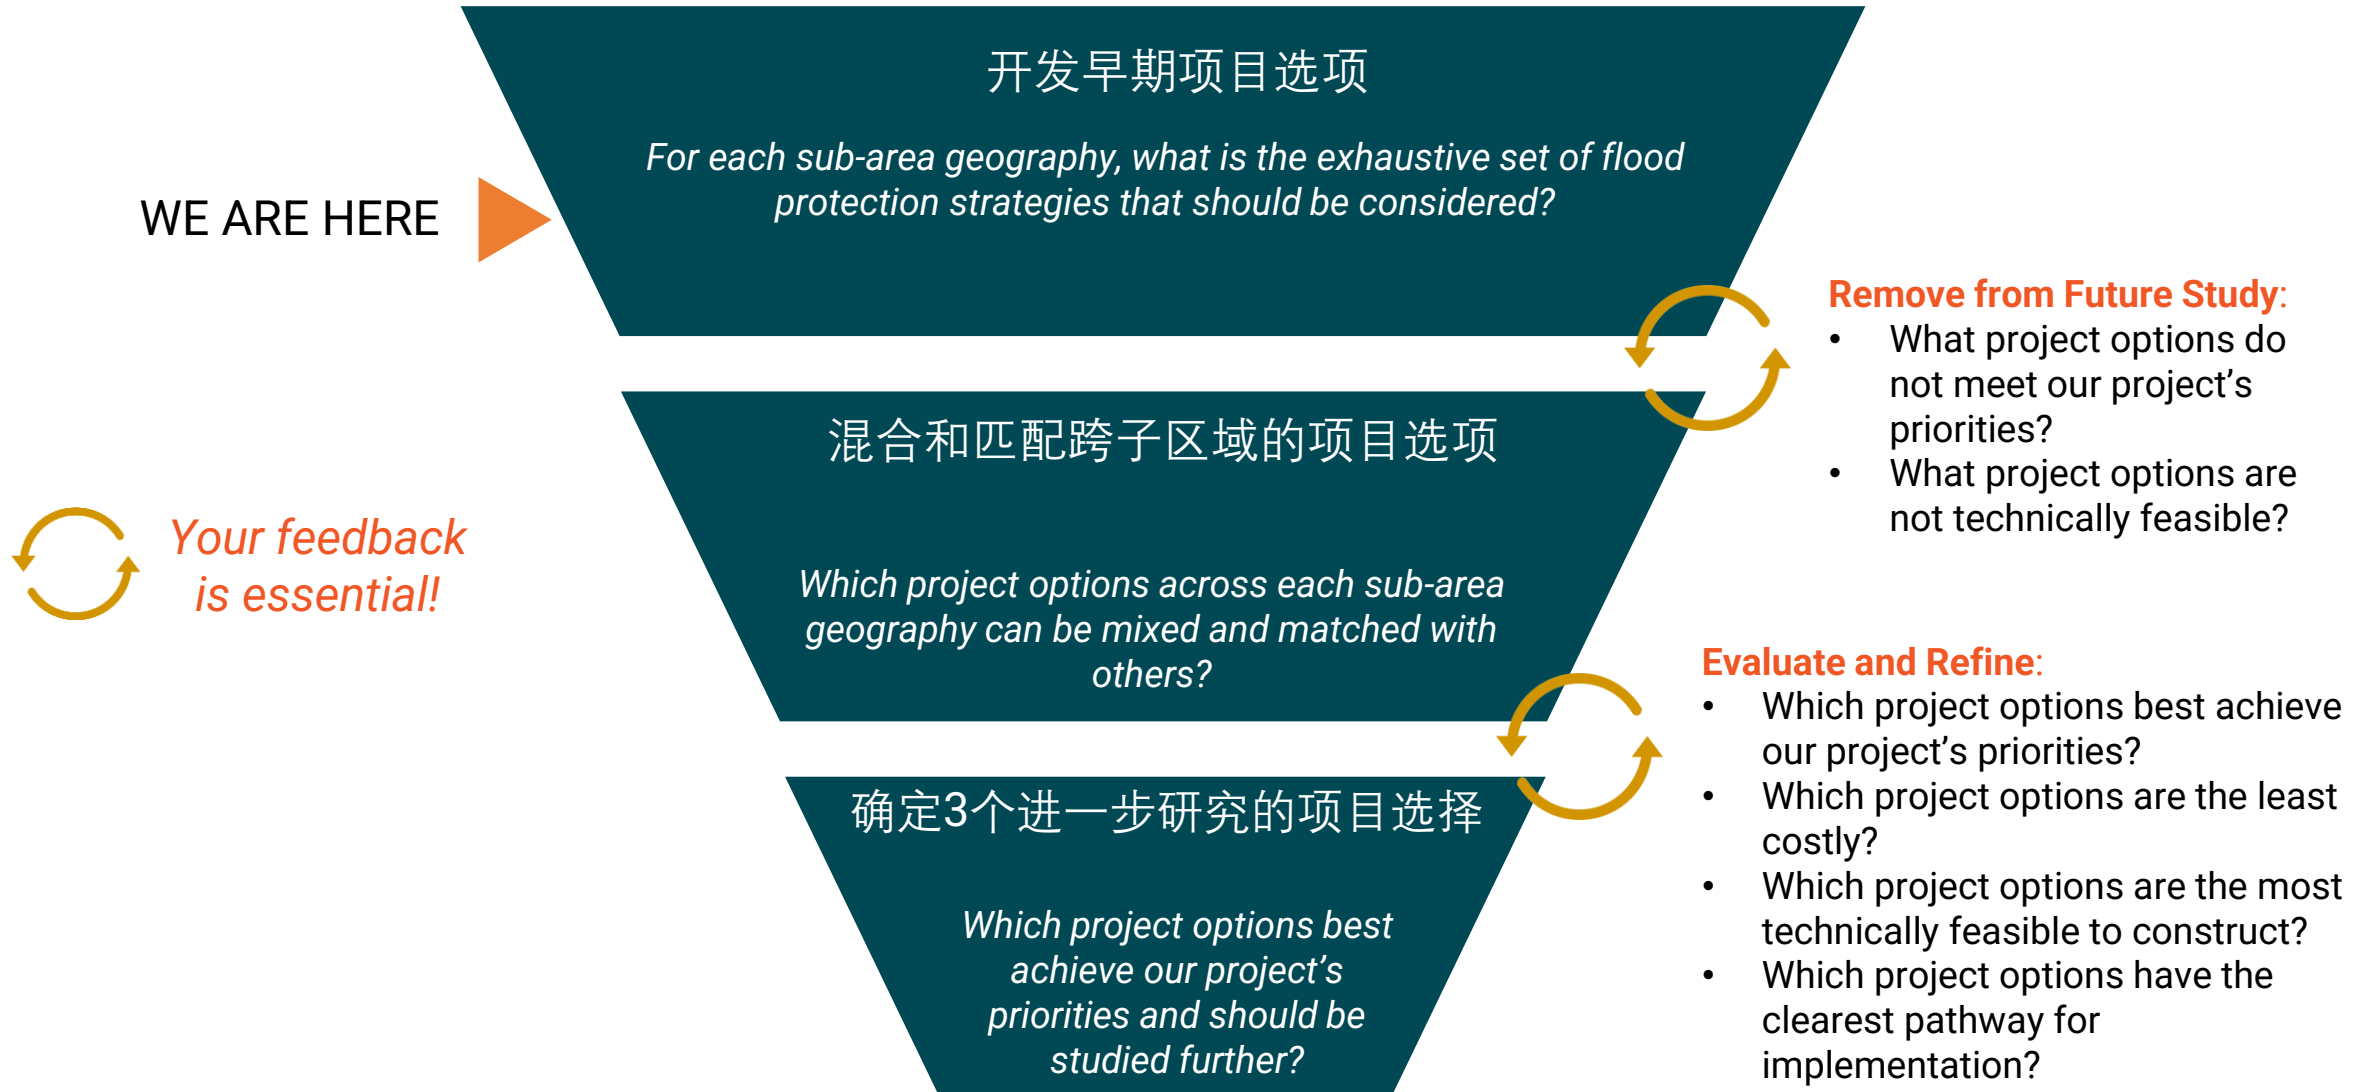 开发早期项目选项
For each sub-area geography, what is the exhaustive set of flood
protection strategies that should be considered?
WE ARE HERE
Remove from Future Study:
• What project options do
not meet our project’s
priorities?
• What project options are
not technically feasible?
混合和匹配跨子区域的项目选项
Which project options across each sub-area
geography can be mixed and matched with
others?
Your feedback
is essential!
Evaluate and Refine:
• Which project options best achieve
our project’s priorities?
• Which project options are the least
costly?
• Which project options are the most
technically feasible to construct?
• Which project options have the
clearest pathway for
implementation?
确定3个进一步研究的项目选择
Which project options best
achieve our project’s
priorities and should be
studied further?